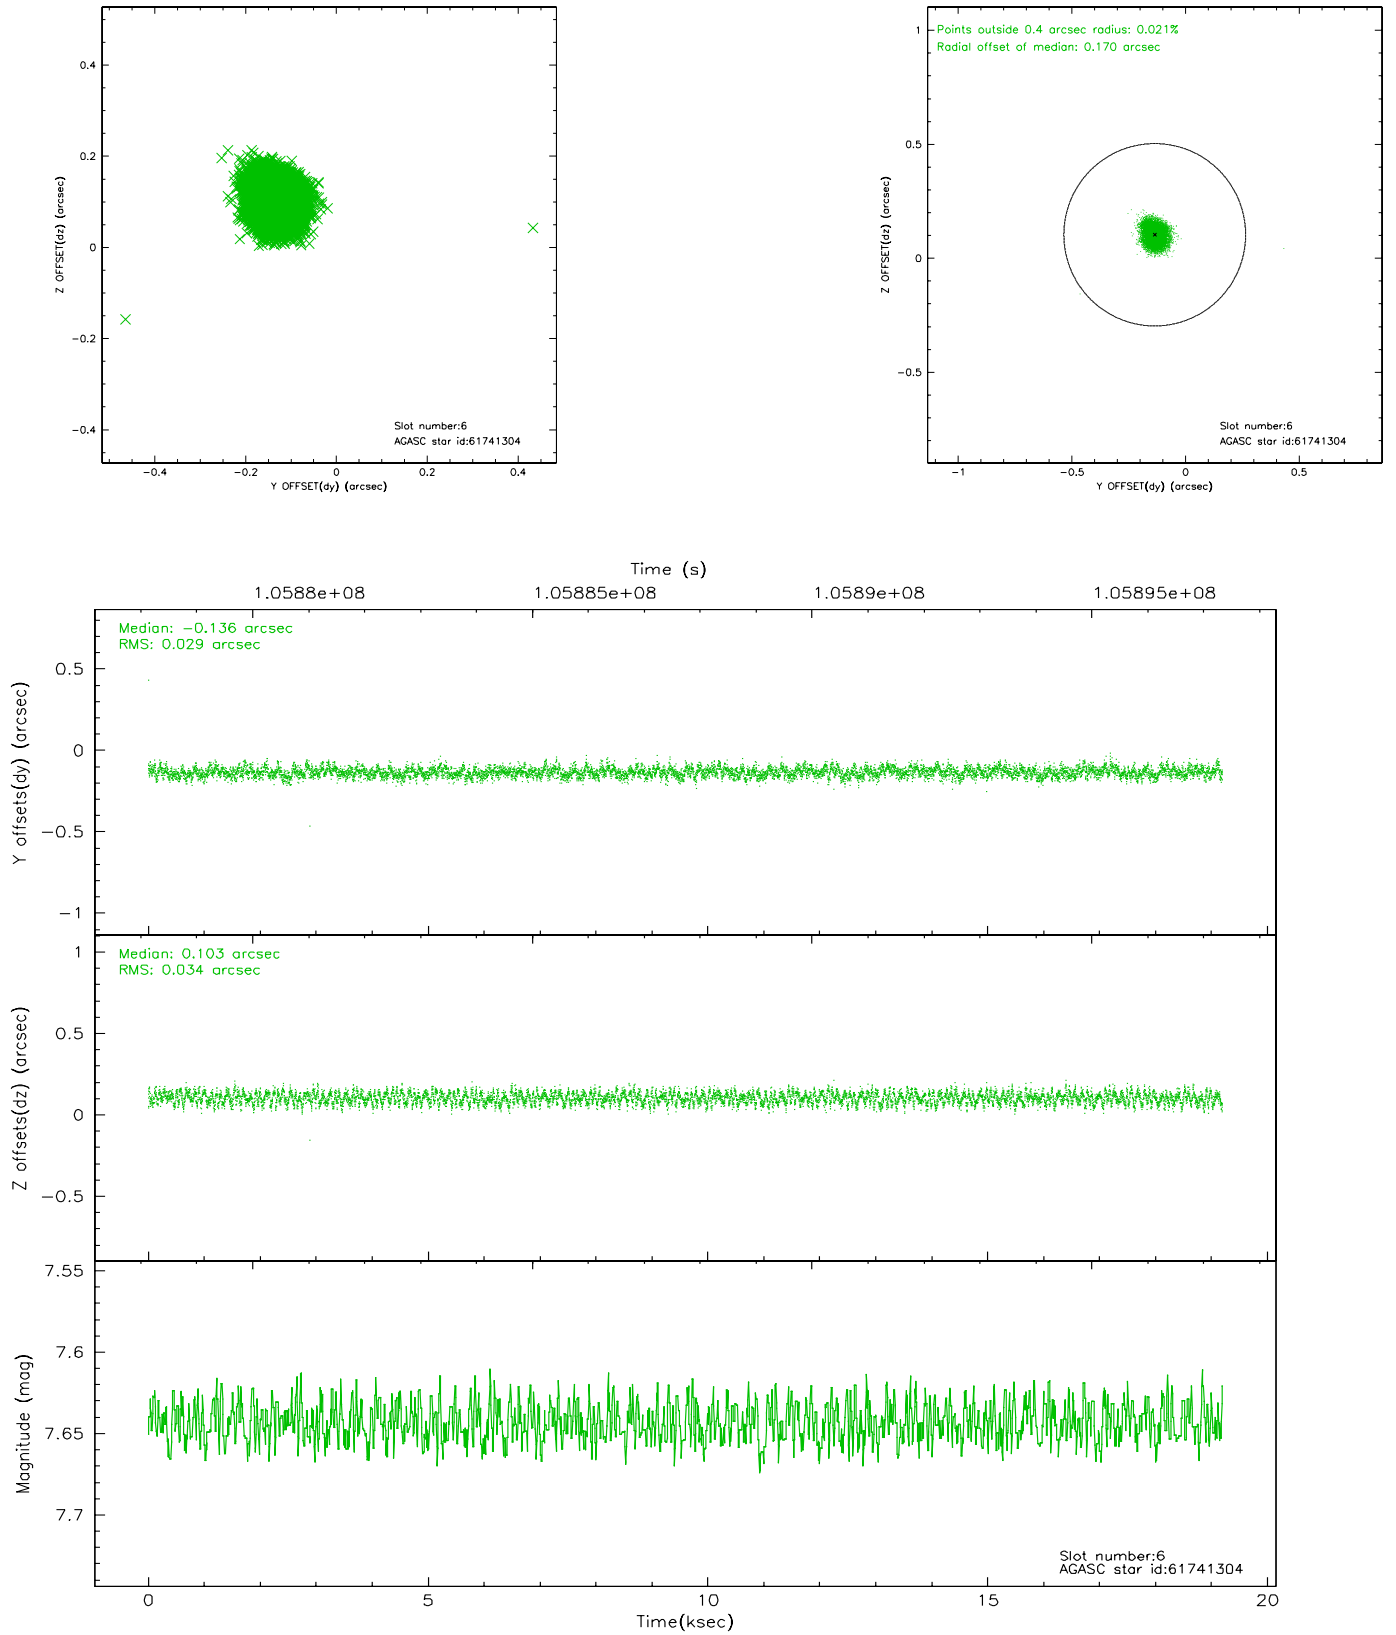 0.4
0.2
0
−0.2
−0.4
Z OFFSET(dz) (arcsec)
Slot number:6
AGASC star id:61741304
−0.4
−0.2
0
0.2
0.4
Y OFFSET(dy) (arcsec)
Points outside 0.4 arcsec radius: 0.021%
Radial offset of median: 0.170 arcsec
1
0.5
0
−0.5
Z OFFSET(dz) (arcsec)
Slot number:6
AGASC star id:61741304
−1
−0.5
0
0.5
Y OFFSET(dy) (arcsec)
Time (s)
1.0588e+08
1.05885e+08
1.0589e+08
1.05895e+08
Median: −0.136 arcsec
RMS: 0.029 arcsec
0.5
0
−0.5
−1
Y offsets(dy) (arcsec)
Median: 0.103 arcsec
RMS: 0.034 arcsec
1
0.5
0
−0.5
Z offsets(dz) (arcsec)
7.55
7.6
7.65
7.7
Magnitude (mag)
Slot number:6
AGASC star id:61741304
0
5
10
15
20
Time(ksec)